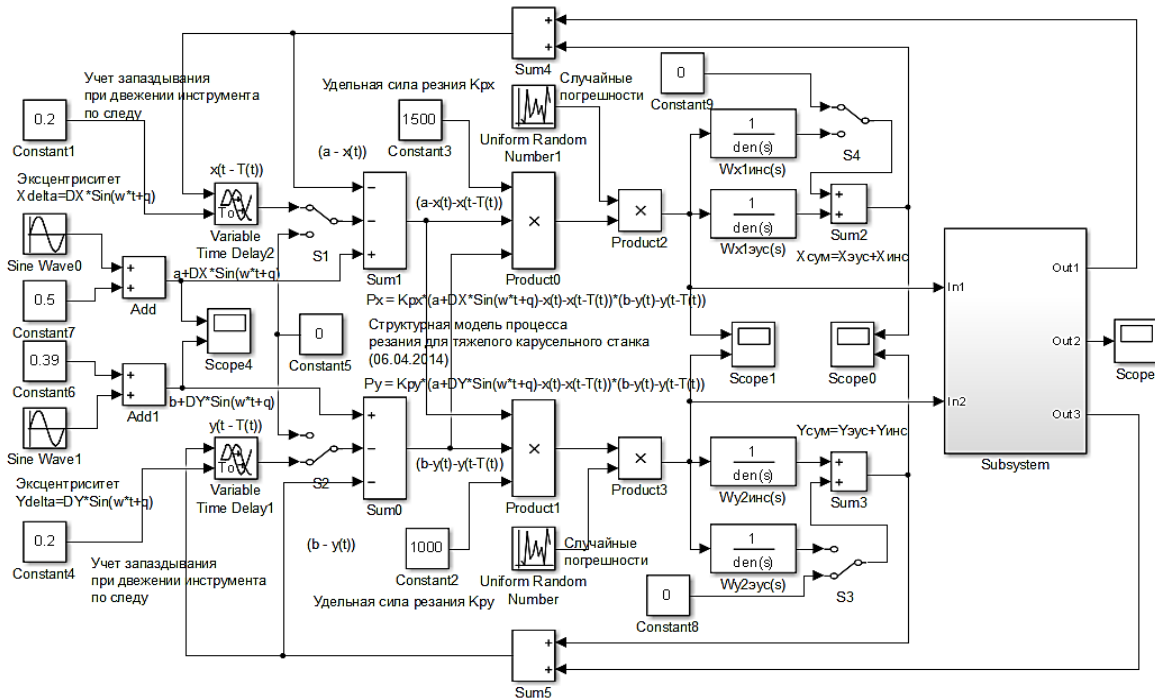 Sum4
Out1
Out2
Out3
In1
In2
Subsystem
Scope
Учет запаздывания
при двежении инструмента
по следу
0.2
Constant1
Удельная сила резния Kpx
1500
Constant3
Случайные
погрешности
Uniform Random
Number1
0
Constant9
1
den(s)
Wx1инс(s)
S4
Эксцентриситет
Xdelta=DX*Sin(w*t+q)
Sine Wave0
x(t - T(t))
To
Variable
Time Delay2
S1
(a - x(t))
Sum1
(a-x(t)-x(t-T(t))
Product0
Product2
1
den(s)
Wx1эус(s)
Sum2
Xсум=Xэус+Xинс
Add
a+DX*Sin(w*t+q)
0.5
Constant7
Px = Kpx*(a+DX*Sin(w*t+q)-x(t)-x(t-T(t))*(b-y(t)-y(t-T(t))
Структурная модель процесса
резания для тяжелого карусельного станка
(06.04.2014)
Py = Kpy*(a+DY*Sin(w*t+q)-x(t)-x(t-T(t))*(b-y(t)-y(t-T(t))
0
Constant5
Scope4
Scope1
Scope0
0.39
Constant6
Add1
b+DY*Sin(w*t+q)
Sine Wave1
y(t - T(t))
To
Variable
Time Delay1
S2
Sum0
(b-y(t)-y(t-T(t))
Product1
Product3
Yсум=Yэус+Yинс
1
den(s)
Wy2инс(s)
Sum3
Эксцентриситет
Ydelta=DY*Sin(w*t+q)
0.2
Constant4
Учет запаздывания
при двежении инструмента
по следу
(b - y(t))
1000
Constant2
Удельная сила резания Kpy
Случайные
погрешности
Uniform Random
Number
1
den(s)
Wy2эус(s)
S3
0
Constant8
Sum5